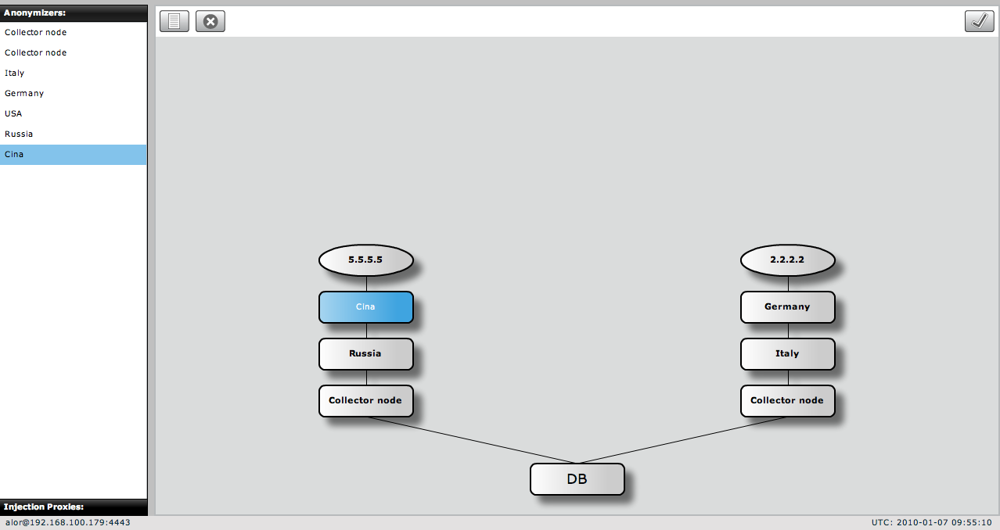 Anonymizers:
Collector node
Collector node
Italy
Germany
USA
Russia
Cina
5.5.5.5
2.2.2.2
Cina
Germany
Russia
Italy
Collector node
Collector node
DB
Injection Proxies:
alor@192.168.100.179:4443
UTC: 2010-01-07 09:55:10